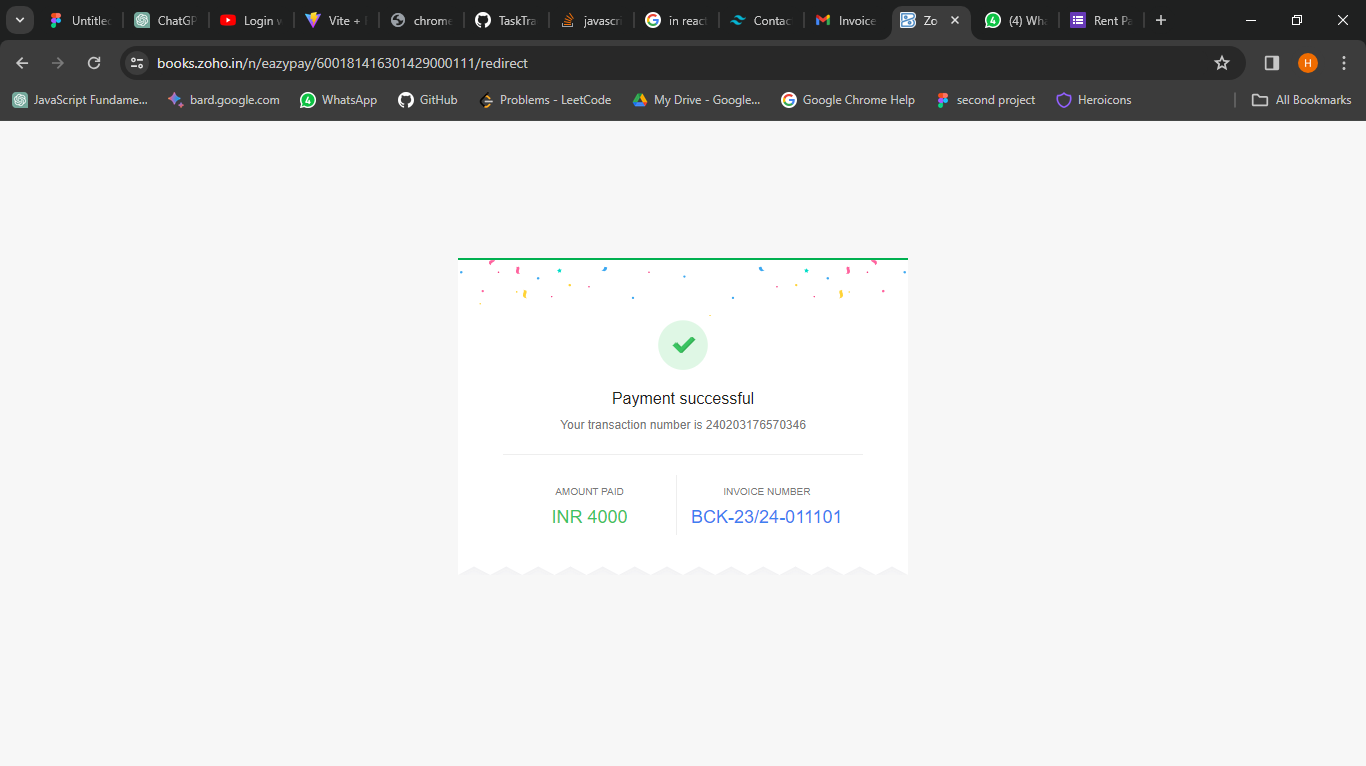 Untitled
ChatGP
Login w
Vite +
chrome
TaskTra
javascri
in react
Contac
Invoice
Zo
(4) Wha
Rent Pa
books.zoho.in/n/eazypay/600181416301429000111/redirect
H
JavaScript Fundame...
bard.google.com
WhatsApp
GitHub
Problems - LeetCode
My Drive - Google...
Google Chrome Help
second project
Heroicons
All Bookmarks
Payment successful
Your transaction number is 240203176570346
AMOUNT PAID
INVOICE NUMBER
INR 4000
BCK-23/24-011101